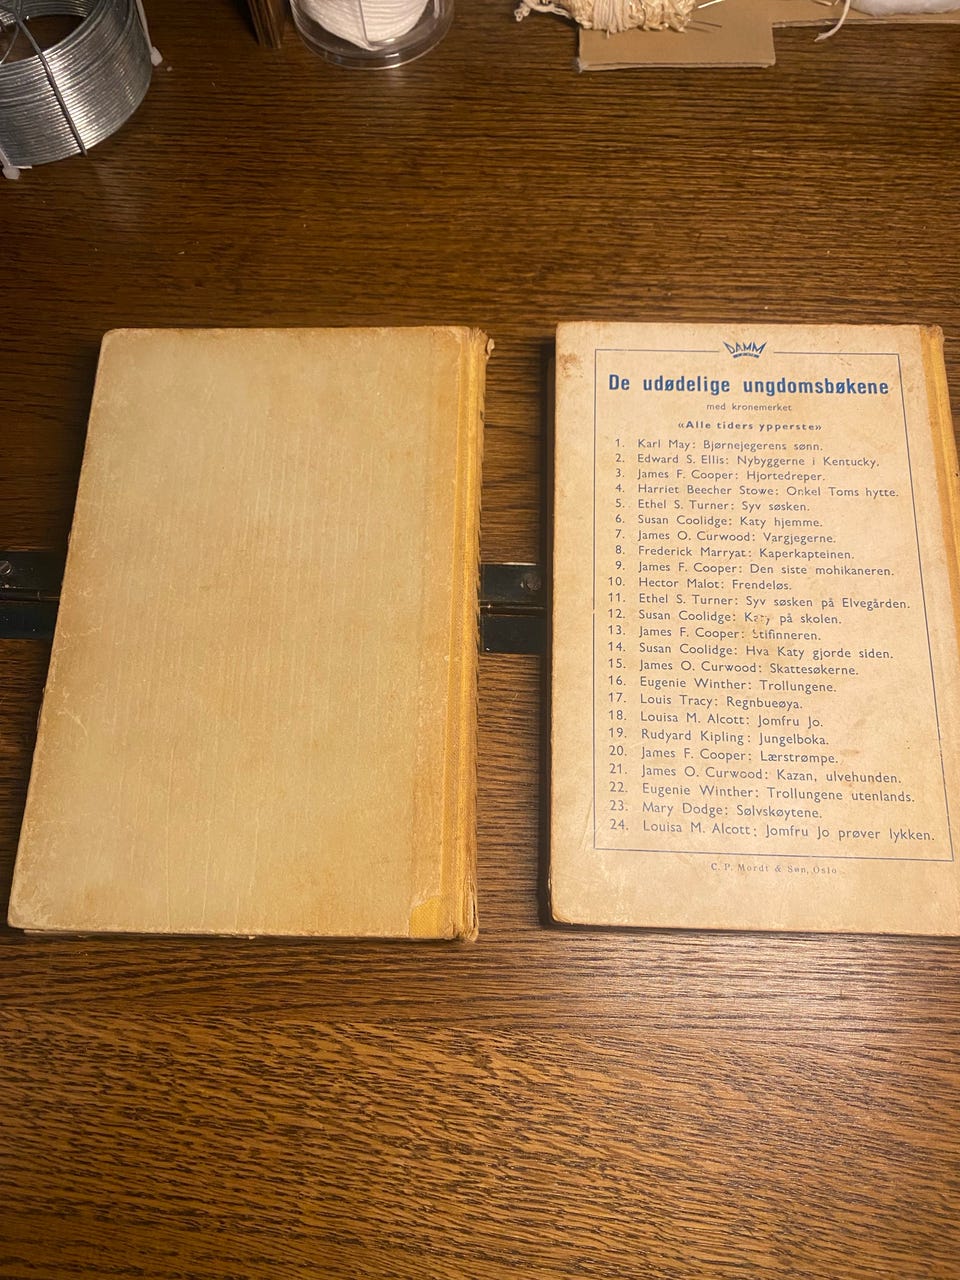 DAMM
De udødelige ungdomsbøkene
med kronemerket
«Alle tiders ypperste»
1. Karl May: Bjørnejegerens sønn.
2. Edward S. Ellis: Nybyggerne i Kentucky.
3. James F. Cooper: Hjortedreper.
4. Harriet Beecher Stowe: Onkel Toms hytte.
5. Ethel S. Turner: Syv søsken.
6. Susan Coolidge: Katy hjemme.
7. James O. Curwood: Vargjegerne.
8. Frederick Marryat: Kaperkapteinen.
9. James F. Cooper: Den siste mohikaneren.
10. Hector Malot: Frendeløs.
11. Ethel S. Turner: Syv søsken på Elvegården.
12. Susan Coolidge: Katy på skolen.
13. James F. Cooper: Stifinneren.
14. Susan Coolidge: Hva Katy gjorde siden.
15. James O. Curwood: Skattesøkerne.
16. Eugenie Winther: Trollungene.
17. Louis Tracy: Regnbueøya.
18. Louisa M. Alcott: Jomfru Jo.
19. Rudyard Kipling: Jungelboka.
20. James F. Cooper: Lærstrømpe.
21. James O. Curwood: Kazan, ulvehunden.
22. Eugenie Winther: Trollungene utenlands.
23. Mary Dodge: Sølvskøytene.
24. Louisa M. Alcott: Jomfru Jo prøver lykken.
C. P. Mordt & Søn, Oslo